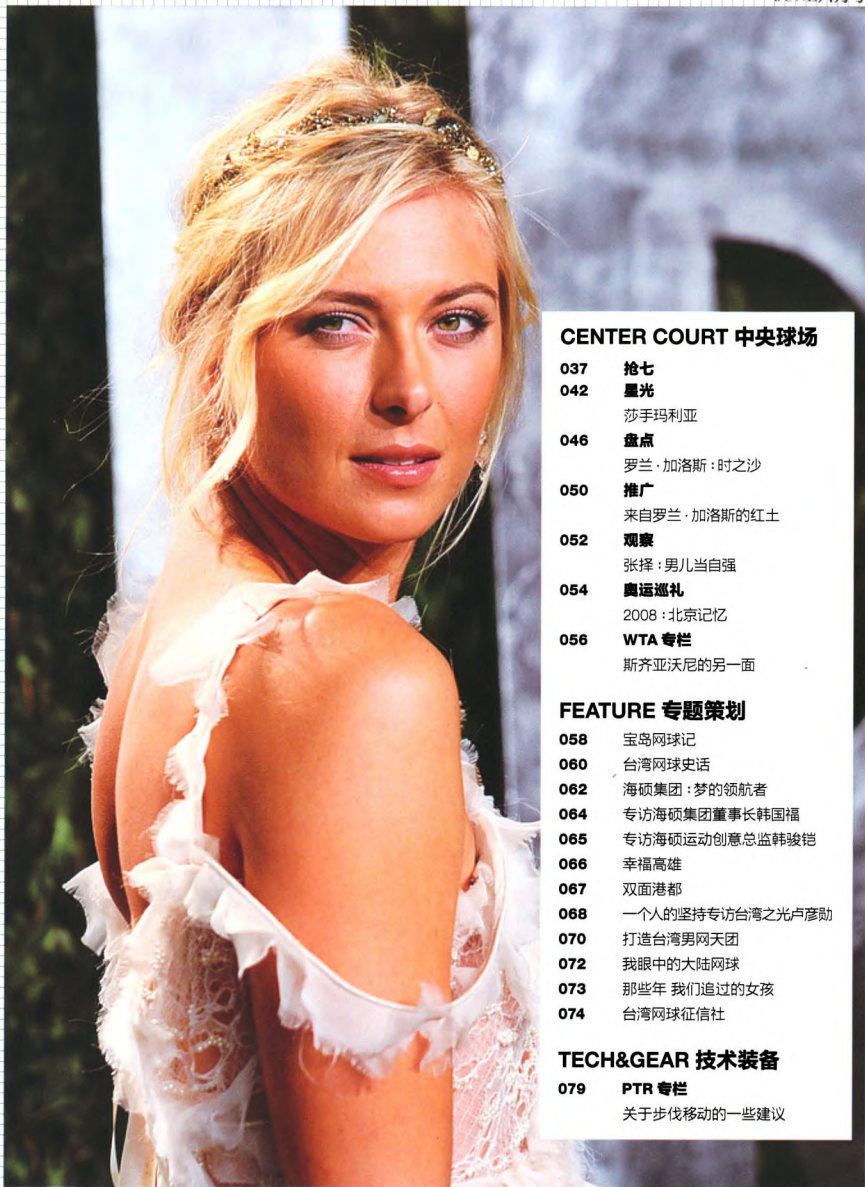 CENTER COURT 中央球场
037 抢七
042 星光
莎手玛利亚
046 盘点
罗兰·加洛斯：时之沙
050 推广
来自罗兰·加洛斯的红土
052 观察
张择：男儿当自强
054 奥运巡礼
2008：北京记忆
056 WTA 专栏
斯齐亚沃尼的另一面
FEATURE 专题策划
058 宝岛网球记
060 台湾网球史话
062 海硕集团：梦的领航者
064 专访海硕集团董事长韩国福
065 专访海硕运动创意总监韩骏铠
066 幸福高雄
067 双面港都
068 一个人的坚持专访台湾之光卢彦勋
070 打造台湾男网天团
072 我眼中的大陆网球
073 那些年 我们追过的女孩
074 台湾网球征信社
TECH&GEAR 技术装备
079 PTR 专栏
关于步伐移动的一些建议